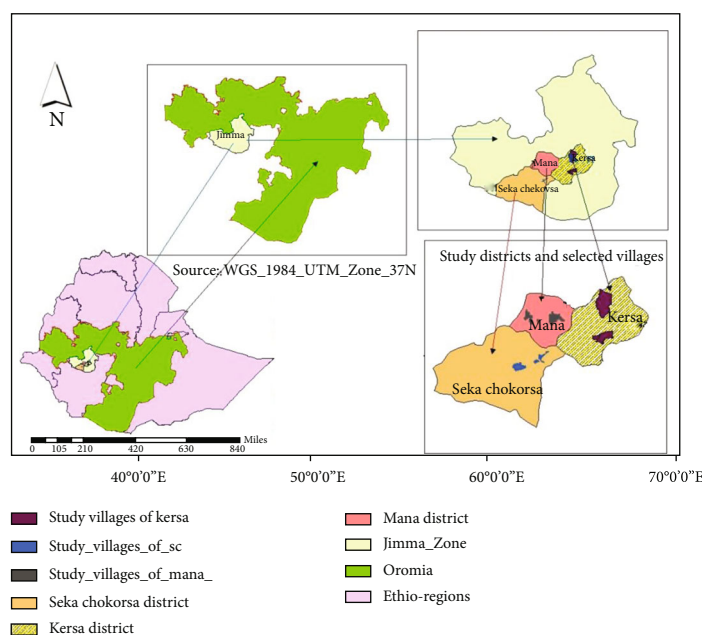 N
Jimma
Source: WGS_1984_UTM_Zone_37N
Mana
Kersa
Seka chekovsa
Study districts and selected villages
Mana
Kersa
Seka chokorsa
Miles
0 105 210 420 630 840
40°0'0"E 50°0'0"E 60°0'0"E 70°0'0"E
Study villages of kersa
Study_villages_of_sc
Study_villages_of_mana_
Seka chokorsa district
Kersa district
Mana district
Jimma_Zone
Oromia
Ethio-regions